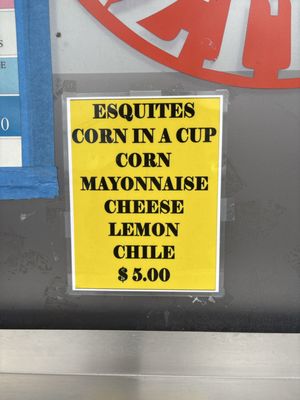 ESQUITES
CORN IN A CUP
CORN
MAYONNAISE
CHEESE
LEMON
CHILE
$ 5.00